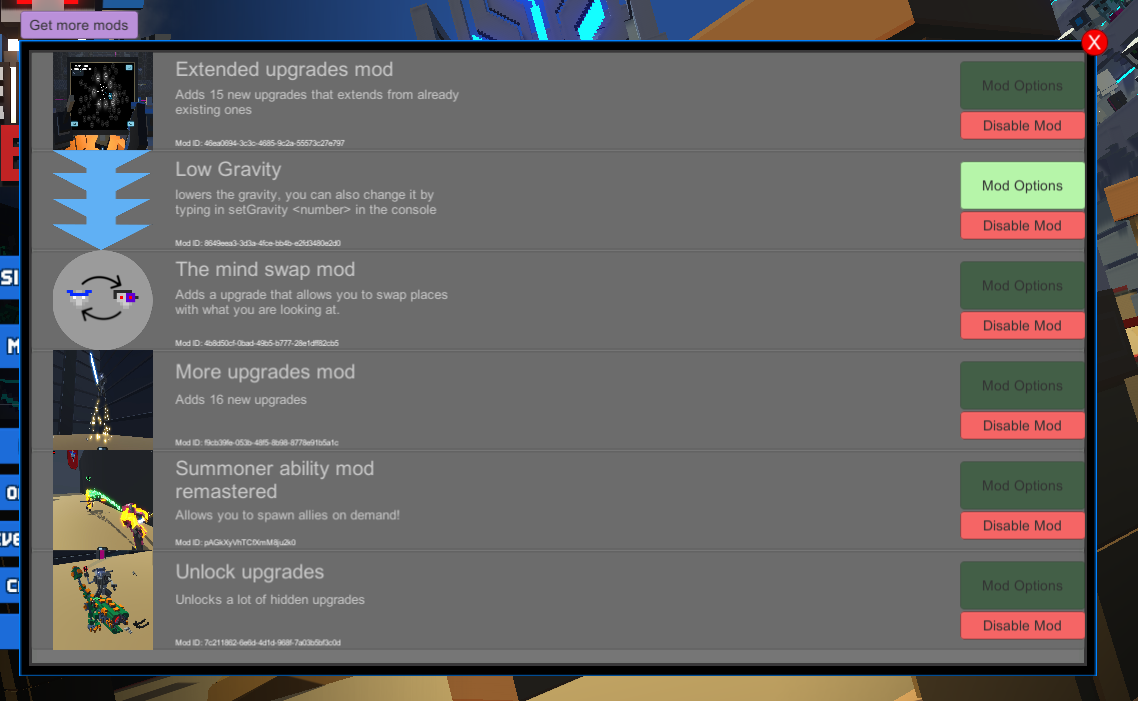 Get more mods
X
Extended upgrades mod
Adds 15 new upgrades that extends from already
existing ones
Mod ID: 46ea0694-3c3c-4685-9c2a-55573c27e797
Mod Options
Disable Mod
Low Gravity
lowers the gravity, you can also change it by
typing in setGravity <number> in the console
Mod ID: 8649eea3-3d3a-4fce-bb4b-e2fd3480e2d0
Mod Options
Disable Mod
The mind swap mod
Adds a upgrade that allows you to swap places
with what you are looking at.
Mod ID: 4b8d50cf-0bad-49b5-b777-28e1dff82cb5
Mod Options
Disable Mod
More upgrades mod
Adds 16 new upgrades
Mod ID: f9cb39fe-053b-48f5-8b98-8778e91b5a1c
Mod Options
Disable Mod
Summoner ability mod
remastered
Allows you to spawn allies on demand!
Mod ID:
Mod Options
Disable Mod
Unlock upgrades
Unlocks a lot of hidden upgrades
Mod ID: 7c211862-6e6d-4d1d-968f-7a03b5bf3c0d
Mod Options
Disable Mod